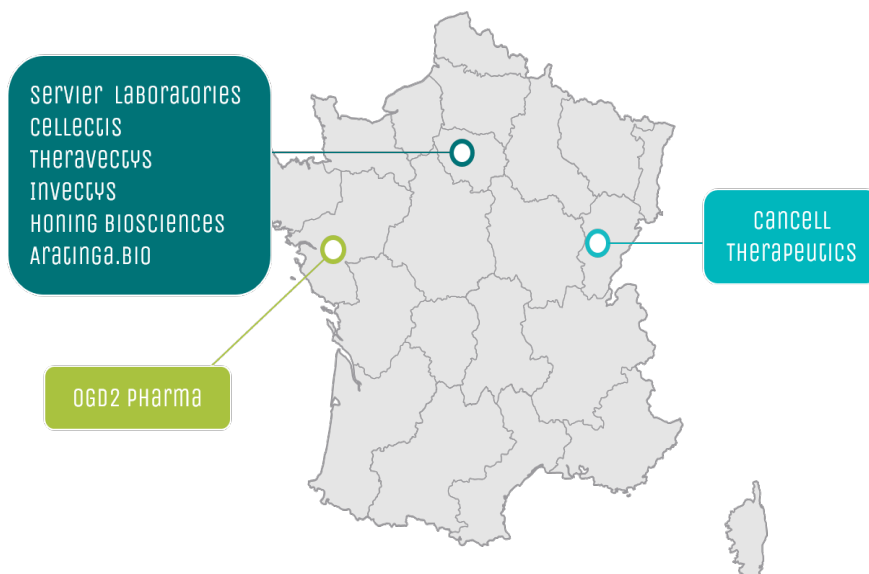 Servier Laboratories
Cellectis
Theravectys
Invectys
Honing Biosciences
Aratinga.Bio
Cancell
Therapeutics
OGD2 Pharma